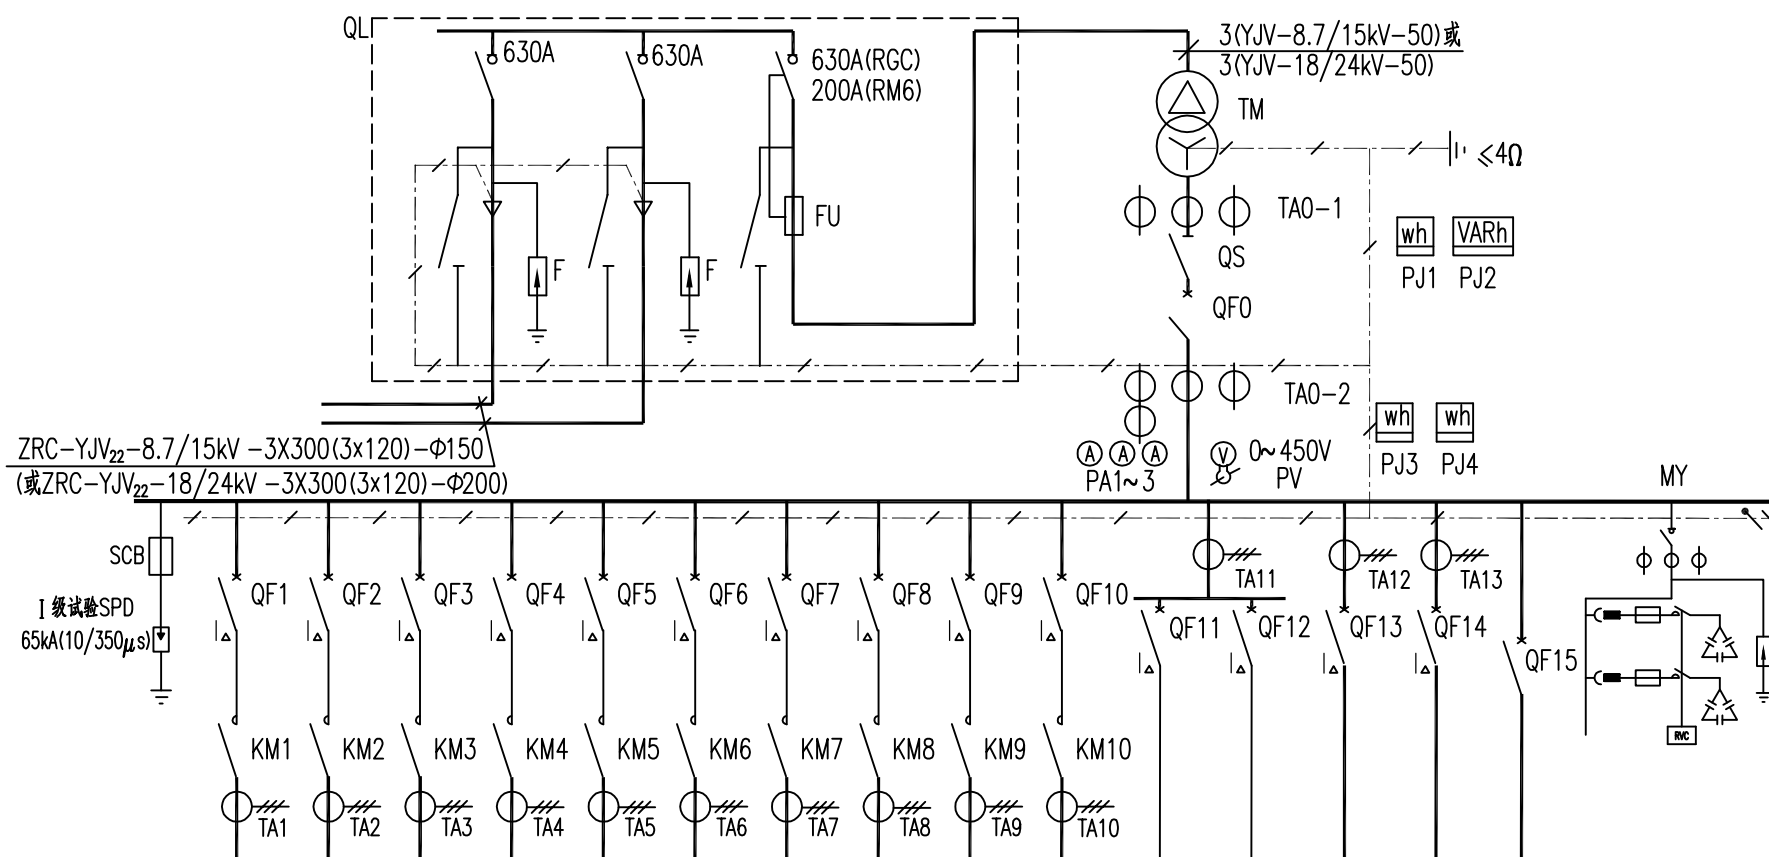 QL
630A
630A
630A(RGC)
200A(RM6)
3(YJV-8.7/15kV-50)或
3(YJV-18/24kV-50)
TM
≤4Ω
FU
TA0-1
wh
VARh
PJ1
PJ2
F
F
QS
QF0
TA0-2
wh
wh
PJ3
PJ4
A
A
A
PA1~3
V
0~450V
PV
ZRC-YJV22-8.7/15kV -3X300(3x120)-Φ150
(或ZRC-YJV22-18/24kV -3X300(3x120)-Φ200)
MY
SCB
I 级试验SPD
65kA(10/350μs)
QF1
QF2
QF3
QF4
QF5
QF6
QF7
QF8
QF9
QF10
TA11
TA12
TA13
QF11
QF12
QF13
QF14
QF15
KM1
KM2
KM3
KM4
KM5
KM6
KM7
KM8
KM9
KM10
RVC
TA1
TA2
TA3
TA4
TA5
TA6
TA7
TA8
TA9
TA10